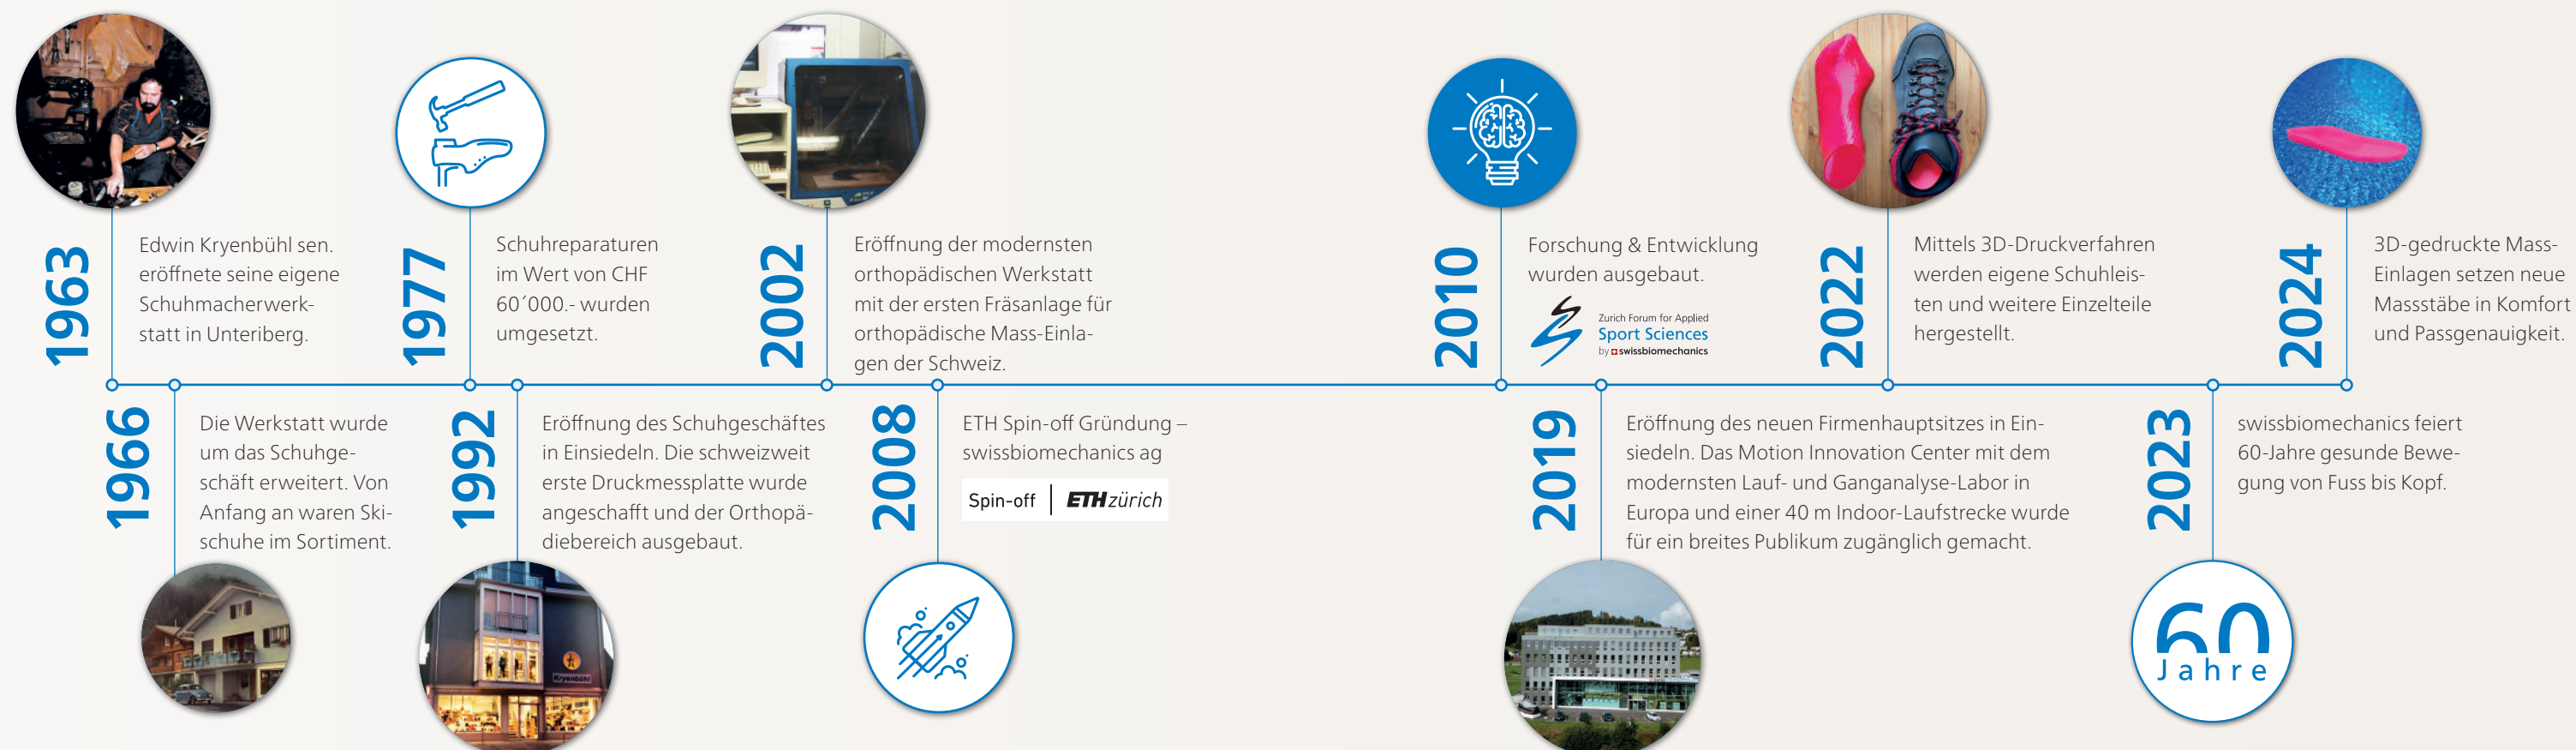 1963
Edwin Kryenbühl sen.
eröffnete seine eigene
Schuhmacherwerk-
statt in Unteriberg.
1966
Die Werkstatt wurde
um das Schuhge-
schäft erweitert. Von
Anfang an waren Ski-
schuhe im Sortiment.
1977
Schuhreparaturen
im Wert von CHF
60´000.- wurden
umgesetzt.
1992
Eröffnung des Schuhgeschäftes
in Einsiedeln. Die schweizweit
erste Druckmessplatte wurde
angeschafft und der Orthopä-
diebereich ausgebaut.
Kryenbühl
2002
Eröffnung der modernsten
orthopädischen Werkstatt
mit der ersten Fräsanlage für
orthopädische Mass-Einla-
gen der Schweiz.
2008
ETH Spin-off Gründung –
swissbiomechanics ag
Spin-off | ETH zürich
2010
Forschung & Entwicklung
wurden ausgebaut.
Zurich Forum for Applied
Sport Sciences
by swissbiomechanics
2019
Eröffnung des neuen Firmenhauptsitzes in Ein-
siedeln. Das Motion Innovation Center mit dem
modernsten Lauf- und Ganganalyse-Labor in
Europa und einer 40 m Indoor-Laufstrecke wurde
für ein breites Publikum zugänglich gemacht.
2022
Mittels 3D-Druckverfahren
werden eigene Schuhleis-
ten und weitere Einzelteile
hergestellt.
2023
swissbiomechanics feiert
60-Jahre gesunde Bewe-
gung von Fuss bis Kopf.
60
Jahre
2024
3D-gedruckte Mass-
Einlagen setzen neue
Massstäbe in Komfort
und Passgenauigkeit.